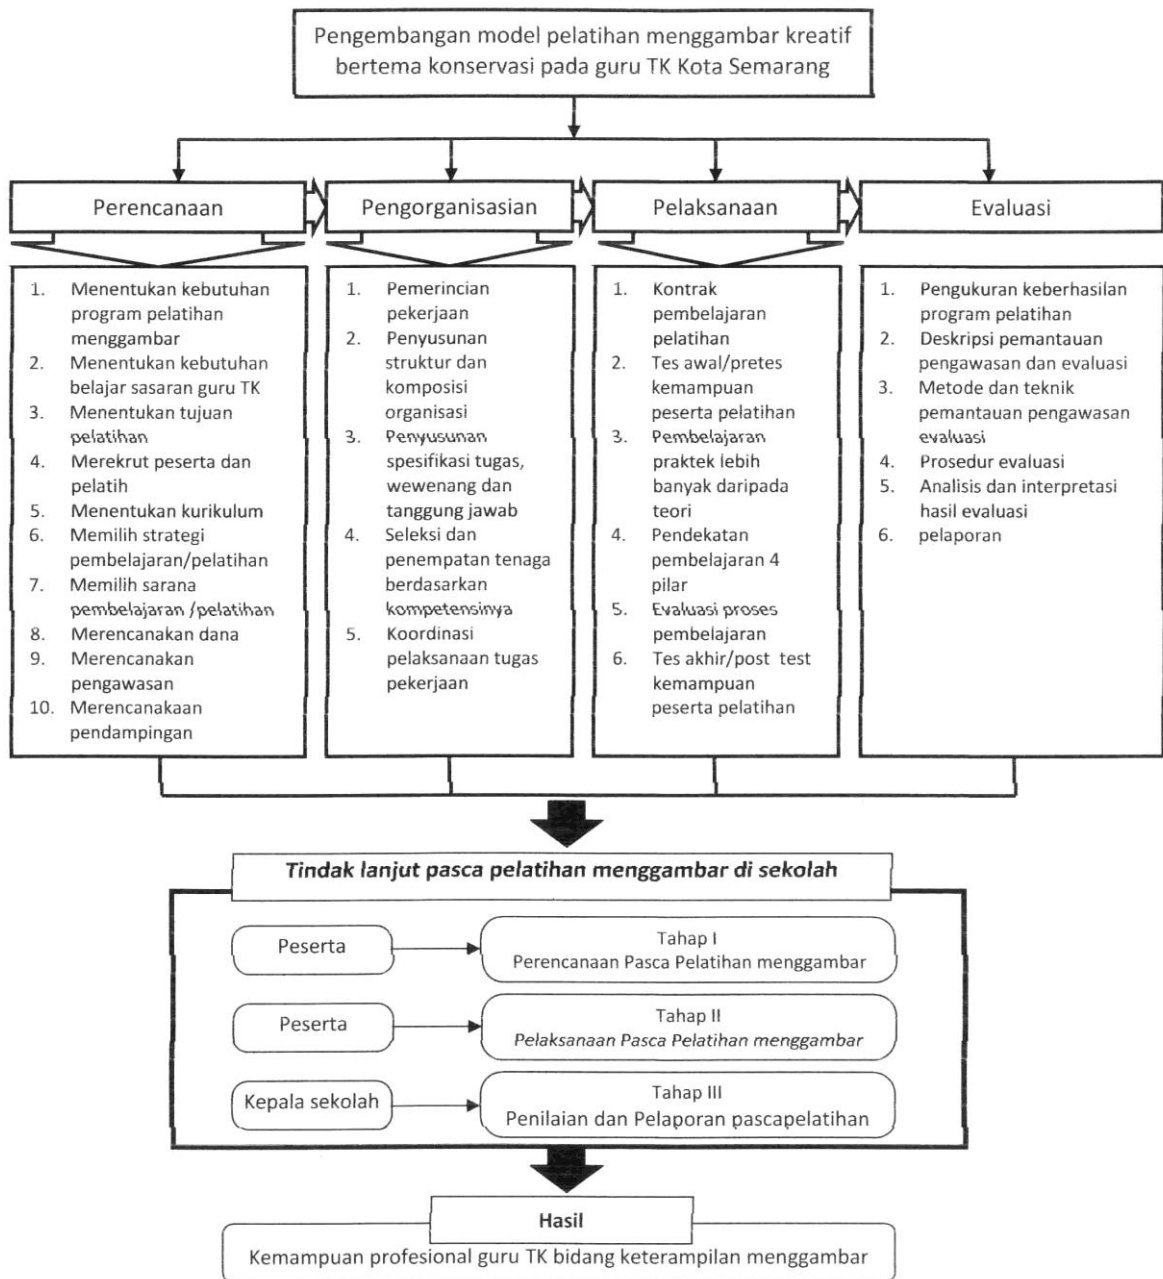 Pengembangan model pelatihan menggambar kreatif
bertema konservasi pada guru TK Kota Semarang
Perencanaan
Pengorganisasian
Pelaksanaan
Evaluasi
1. Menentukan kebutuhan
program pelatihan
menggambar
2. Menentukan kebutuhan
belajar sasaran guru TK
3. Menentukan tujuan
pelatihan
4. Merekrut peserta dan
pelatih
5. Menentukan kurikulum
6. Memilih strategi
pembelajaran/pelatihan
7. Memilih sarana
pembelajaran /pelatihan
8. Merencanakan dana
9. Merencanakan
pengawasan
10. Merencanakaan
pendampingan
1. Pemerincian
pekerjaan
2. Penyusunan
struktur dan
komposisi
organisasi
3. Penyusunan
spesifikasi tugas,
wewenang dan
tanggung jawab
4. Seleksi dan
penempatan tenaga
berdasarkan
kompetensinya
5. Koordinasi
pelaksanaan tugas
pekerjaan
1. Kontrak
pembelajaran
pelatihan
2. Tes awal/pretes
kemampuan
peserta pelatihan
3. Pembelajaran
praktek lebih
banyak daripada
teori
4. Pendekatan
pembelajaran 4
pilar
5. Evaluasi proses
pembelajaran
6. Tes akhir/post test
kemampuan
peserta pelatihan
1. Pengukuran keberhasilan
program pelatihan
2. Deskripsi pemantauan
pengawasan dan evaluasi
3. Metode dan teknik
pemantauan pengawasan
evaluasi
4. Prosedur evaluasi
5. Analisis dan interpretasi
hasil evaluasi
6. pelaporan
Tindak lanjut pasca pelatihan menggambar di sekolah
Peserta
Tahap I
Perencanaan Pasca Pelatihan menggambar
Peserta
Tahap II
Pelaksanaan Pasca Pelatihan menggambar
Kepala sekolah
Tahap III
Penilaian dan Pelaporan pascapelatihan
Hasil
Kemampuan profesional guru TK bidang keterampilan menggambar